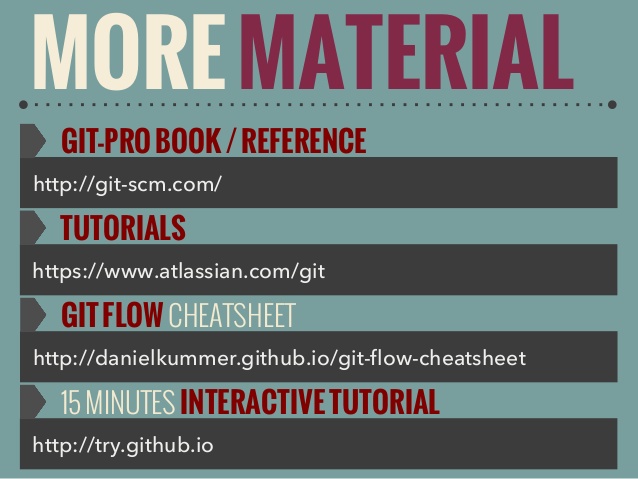 MORE MATERIAL
GIT-PRO BOOK / REFERENCE
http://git-scm.com/
TUTORIALS
https://www.atlassian.com/git
GIT FLOW CHEATSHEET
http://danielkummer.github.io/git-flow-cheatsheet
15 MINUTES INTERACTIVE TUTORIAL
http://try.github.io